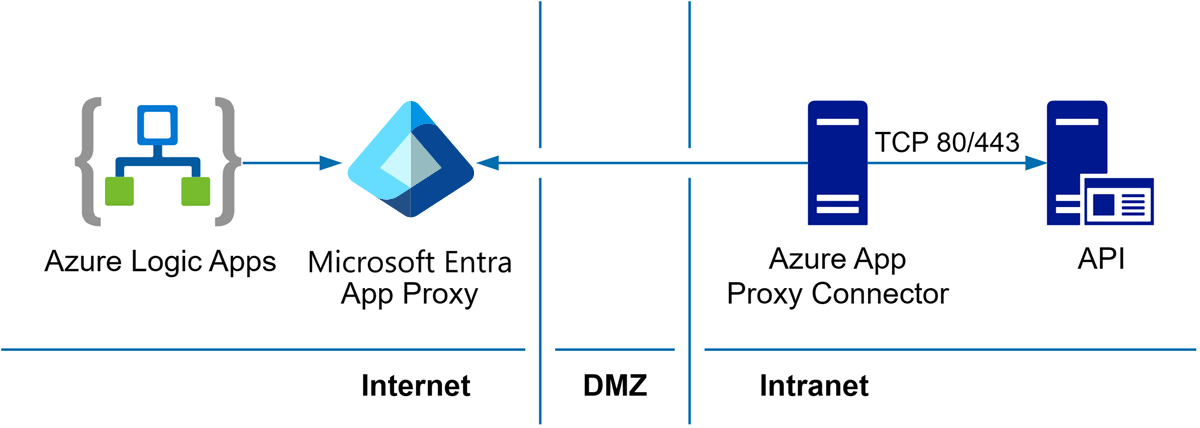 TCP 80/443
Azure Logic Apps
Microsoft Entra
App Proxy
Azure App
Proxy Connector
API
Internet
DMZ
Intranet